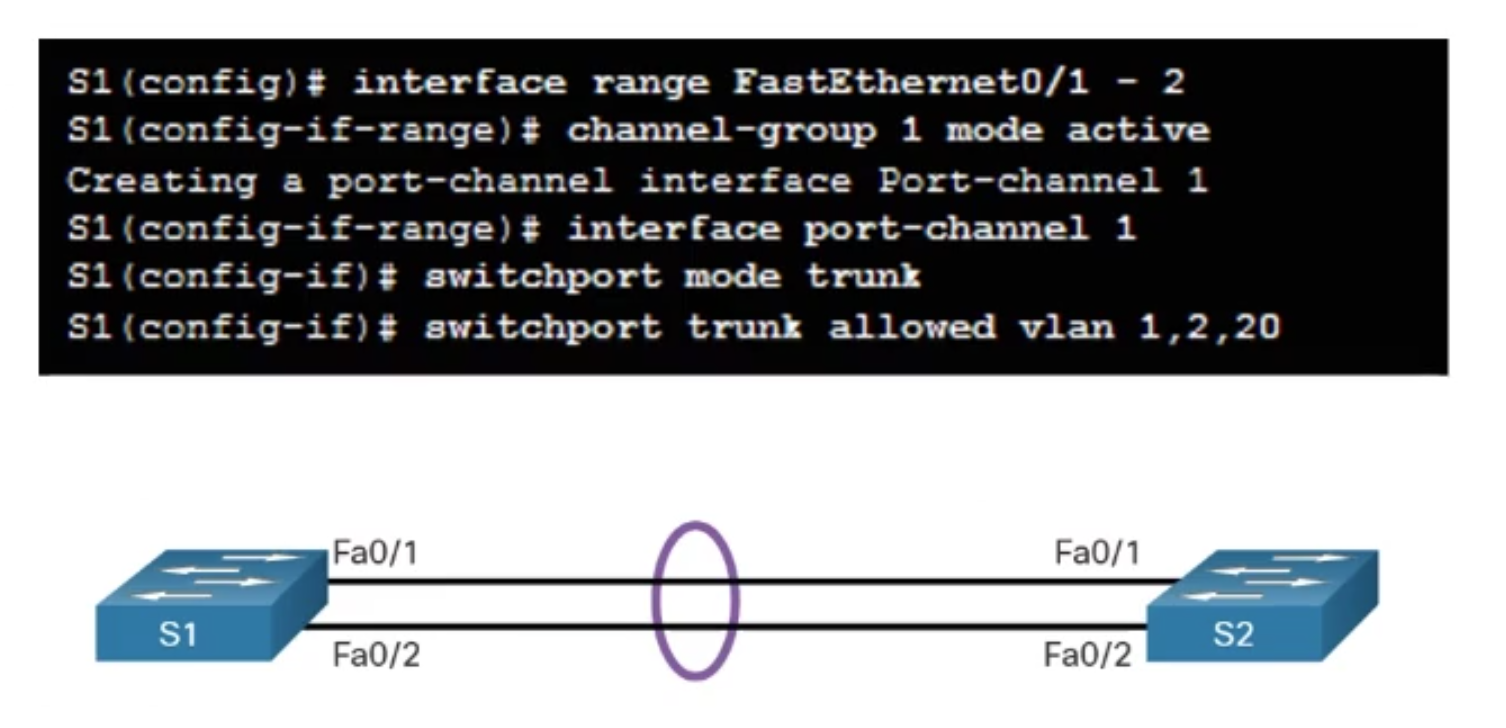 S1(config)# interface range FastEthernet0/1 - 2
S1(config-if-range)# channel-group 1 mode active
Creating a port-channel interface Port-channel 1
S1(config-if-range)# interface port-channel 1
S1(config-if)# switchport mode trunk
S1(config-if)# switchport trunk allowed vlan 1,2,20
Fa0/1
Fa0/1
S1
S2
Fa0/2
Fa0/2